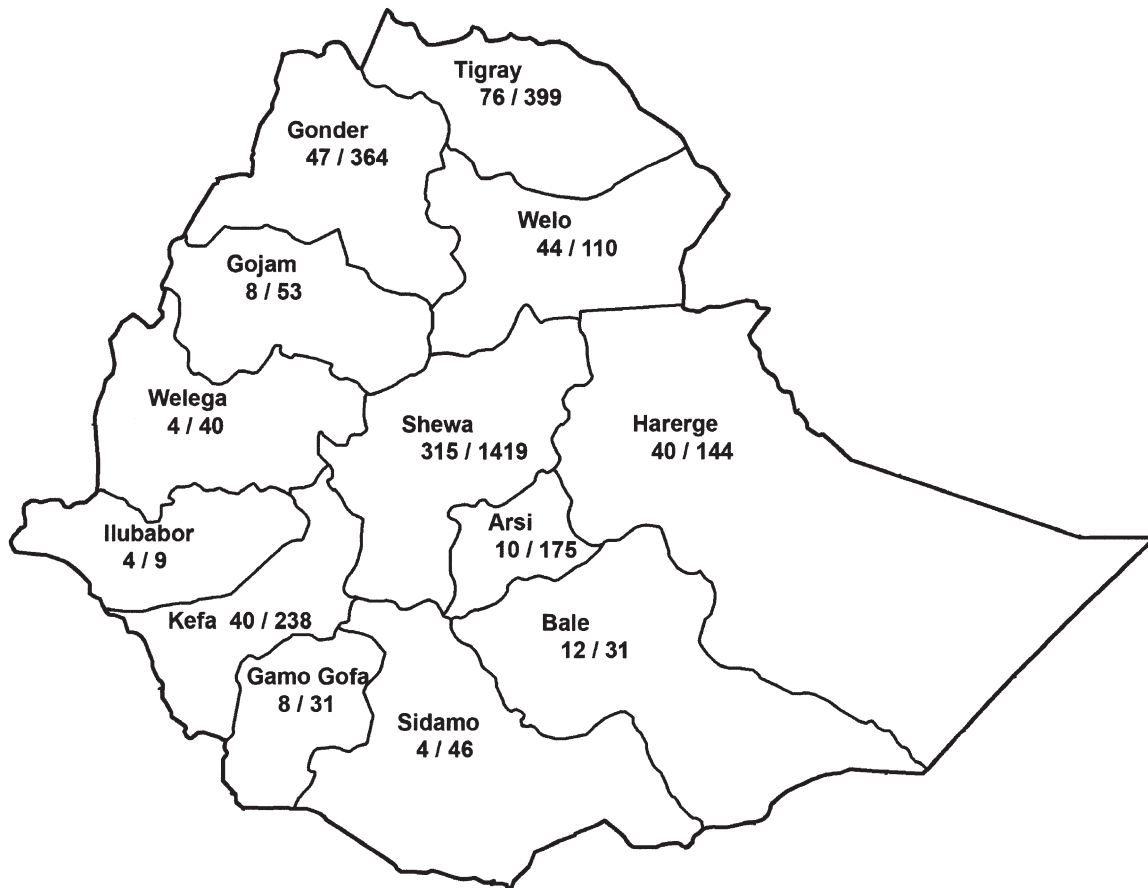 Tigray
76 / 399
Gonder
47 / 364
Welo
44 / 110
Gojam
8 / 53
Welega
4 / 40
Shewa
315 / 1419
Harerge
40 / 144
Ilubabor
4 / 9
Arsi
10 / 175
Kefa 40 / 238
Bale
12 / 31
Gamo Gofa
8 / 31
Sidamo
4 / 46